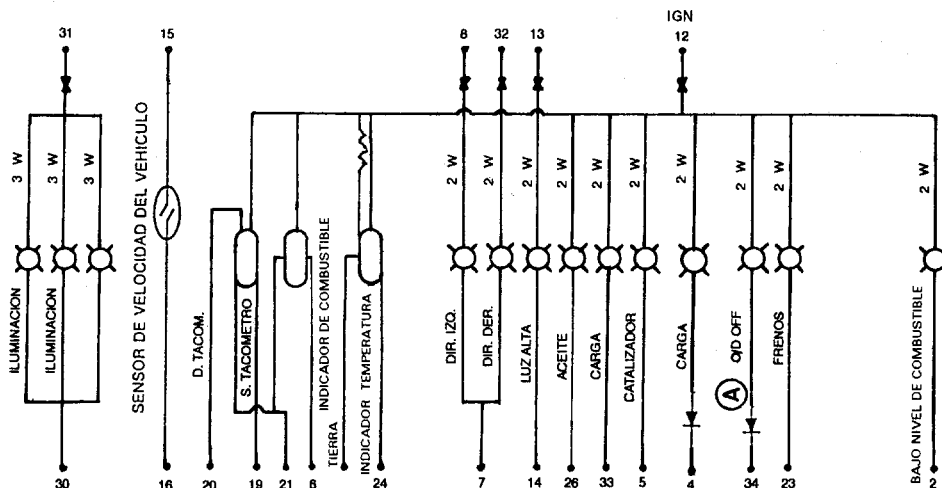 IGN
31
15
8
32
13
12
3 W
3 W
3 W
2 W
2 W
2 W
2 W
2 W
2 W
2 W
2 W
2 W
2 W
ILUMINACION
ILUMINACION
SENSOR DE VELOCIDAD DEL VEHICULO
D. TACOM.
S. TACOMETRO
INDICADOR DE COMBUSTIBLE
TIERRA
INDICADOR TEMPERATURA
DIR. IZQ.
DIR. DER.
LUZ ALTA
ACEITE
CARGA
CATALIZADOR
CARGA
O/D OFF
A
FRENOS
BAJO NIVEL DE COMBUSTIBLE
30
16
20
19
21
6
24
7
14
26
33
5
4
34
23
2